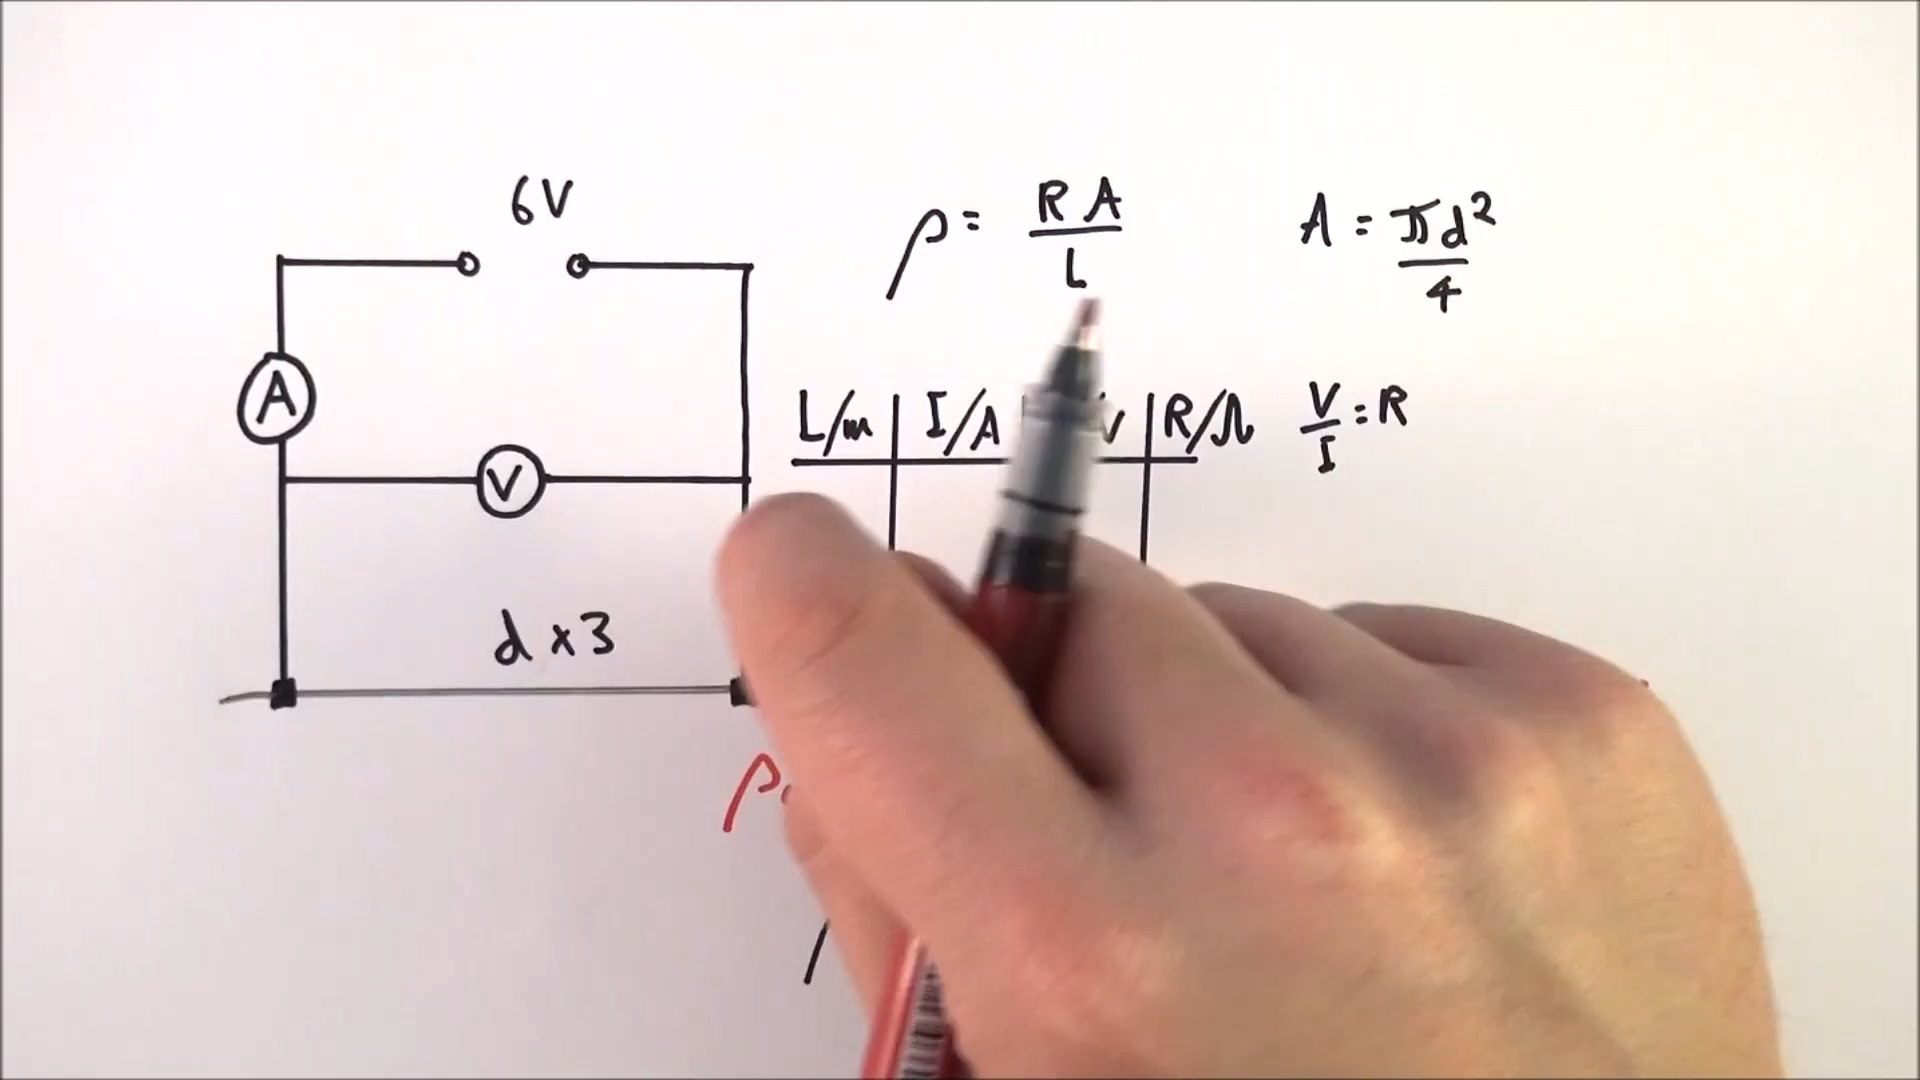 6V
A
V
d x 3
ρ = RA / L
A = πd² / 4
L/m I/A R/Ω
V / I = R
ρ